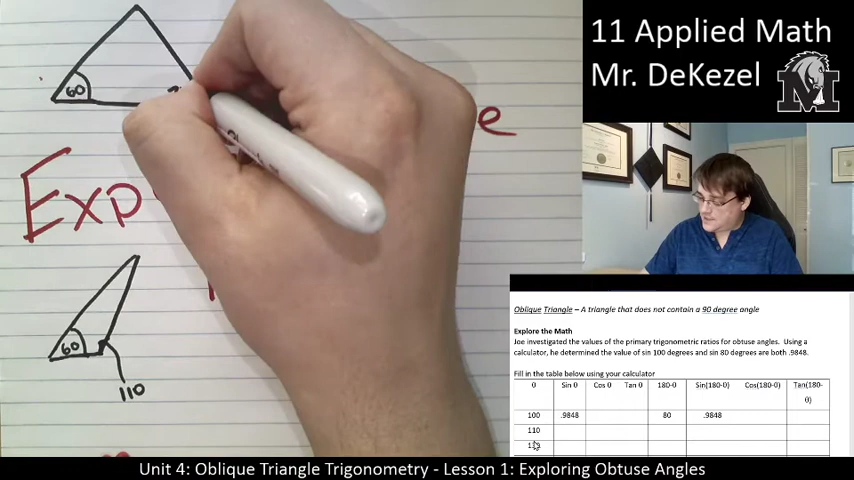 11 Applied Math
Mr. DeKezel
M
60
e
Exp
60
110
Oblique Triangle – A triangle that does not contain a 90 degree angle
Explore the Math
Joe investigated the values of the primary trigonometric ratios for obtuse angles. Using a
calculator, he determined the value of sin 100 degrees and sin 80 degrees are both .9848.
Fill in the table below using your calculator
θ Sin θ Cos θ Tan θ 180-θ Sin(180-θ) Cos(180-θ) Tan(180-
θ)
100 .9848 80 .9848
110
Unit 4: Oblique Triangle Trigonometry - Lesson 1: Exploring Obtuse Angles